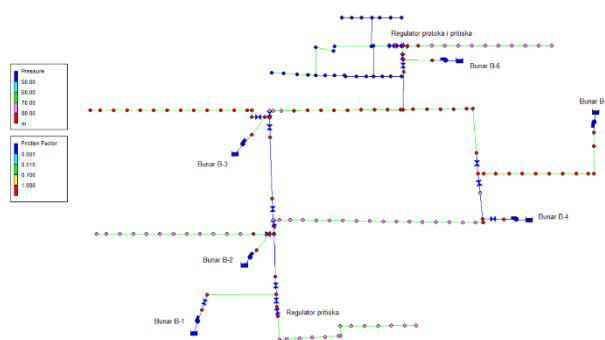 Regulator protoka i pritiska
Bunar B-6
Pressure
50.00
60.00
70.00
80.00
m
Bunar B-
Friction Factor
0.001
0.010
0.100
1.000
Bunar B-3
Bunar B-4
Bunar B-2
Regulator pritiska
Bunar B-1